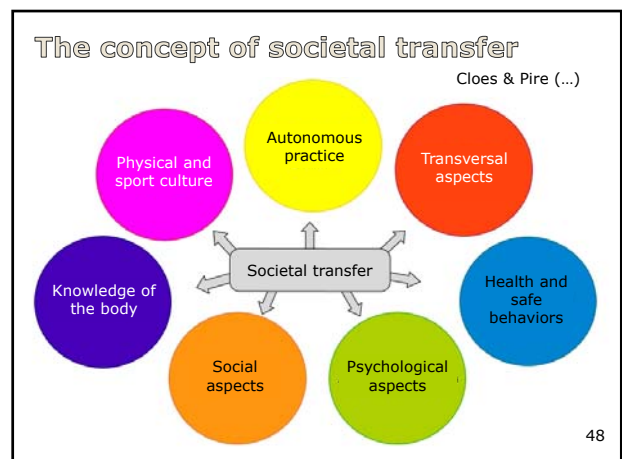 The concept of societal transfer
Cloes & Pire (…)
Autonomous
practice
Physical and
sport culture
Transversal
aspects
Societal transfer
Knowledge of
the body
Health and
safe
behaviors
Social
aspects
Psychological
aspects
48